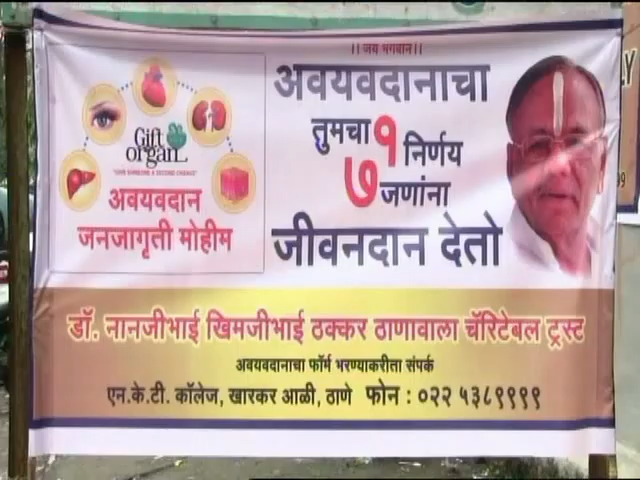 ।। जय भगवान ।।
अवयवदानाचा
तुमचा १ निर्णय
७ जणांना
जीवनदान देतो
Gift
organ
"GIVE SOMEONE A SECOND CHANCE"
अवयवदान
जनजागृती मोहीम
डॉ. नानजीभाई खिमजीभाई ठक्कर ठाणावाला चॅरिटेबल ट्रस्ट
अवयवदानाचा फॉर्म भरण्याकरीता संपर्क
एन.के.टी. कॉलेज, खारकर आळी, ठाणे फोन : ०२२ ५३८९९९९